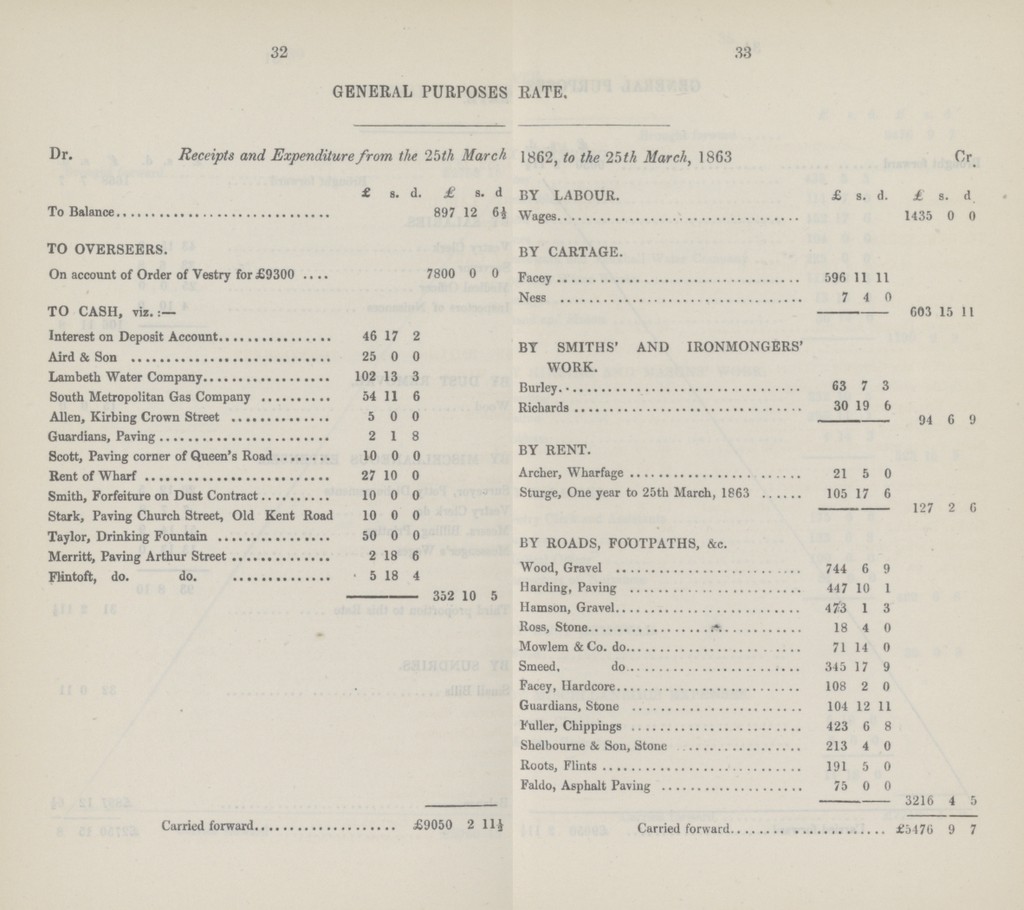 32
GENERAL PURPOSES
Dr. Receipts and Expenditure from the 25th March
£ s. d. £ s. d
To Balance 897 12 6½
TO OVERSEERS.
On account of Order of Vestry for £9300 .... 7800 0 0
TO CASH, viz.:—
Interest on Deposit Account 46 17 2
Aird & Son 25 0 0
Lambeth Water Company 102 13 3
South Metropolitan Gas Company 54 11 6
Allen, Kirbing Crown Street 5 0 0
Guardians, Paving 2 1 8
Scott, Paving corner of Queen's Road 10 0 0
Rent of Wharf 27 10 0
Smith, Forfeiture on Dust Contract 10 0 0
Stark, Paving Church Street, Old Kent Road 10 0 0
Taylor, Drinking Fountain 50 0 0
Merritt, Paving Arthur Street 2 18 6
Flintoft, do. do. 5 18 4
352 10 5
Carried forward £9050 2 11½
33
RATE.
1862, to the 25th March, 1863 Cr.
BY LABOUR. £ s. d. £ s. d
Wages 1435 0 0
BY CARTAGE.
Facey 596 11 11
Ness 7 4 0
603 15 11
BY SMITHS' AND IRONMONGERS'
WORK.
Burley 63 7 3
Richards 30 19 6
94 6 9
BY RENT.
Archer, Wharfage 21 5 0
Sturge, One year to 25th March, 1863 105 17 6
127 2 6
BY ROADS, FOOTPATHS, &c.
Wood, Gravel 744 6 9
Harding, Paving 447 10 1
Hamson, Gravel 473 1 3
Ross, Stone 18 4 0
Mowlem & Co. do. 71 14 0
Smeed, do. 345 17 9
Facey, Hardcore 108 2 0
Guardians, Stone 104 12 11
Fuller, Chippings 423 6 8
Shelbourne & Son, Stone 213 4 0
Roots, Flints 191 5 0
Faldo, Asphalt Paving 75 0 0
3216 4 5
Carried forward £5476 9 7